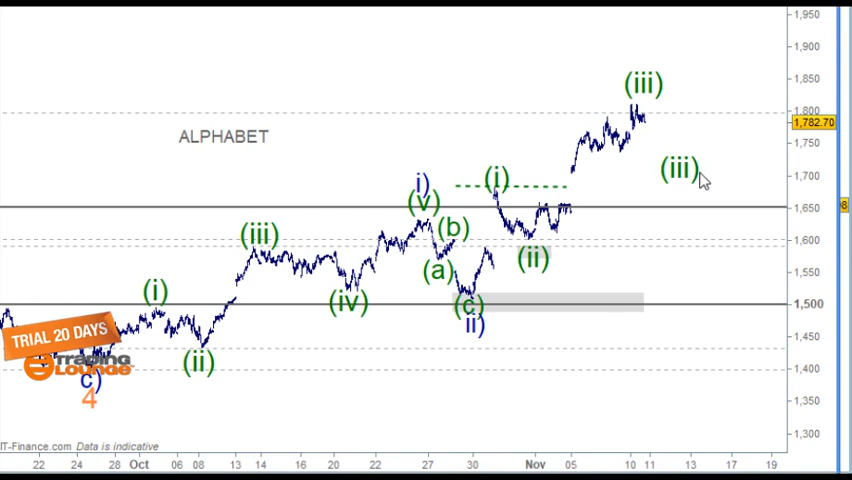 1,950
1,900
1,850
(iii)
1,800
1,782.70
ALPHABET
1,750
(iii)
1,700
(i)
i)
(v)
1,650
(b)
(iii)
1,600
(ii)
(a)
1,550
(i)
(iv)
(c)
1,500
ii)
TRIAL 20 DAYS
1,450
(ii)
TRADING
LOUNGE
1,400
c)
4
1,350
1,300
IT-Finance.com Data is indicative
22 24 28 Oct 06 08 13 14 16 20 22 27 30 Nov 05 10 11 13 17 19